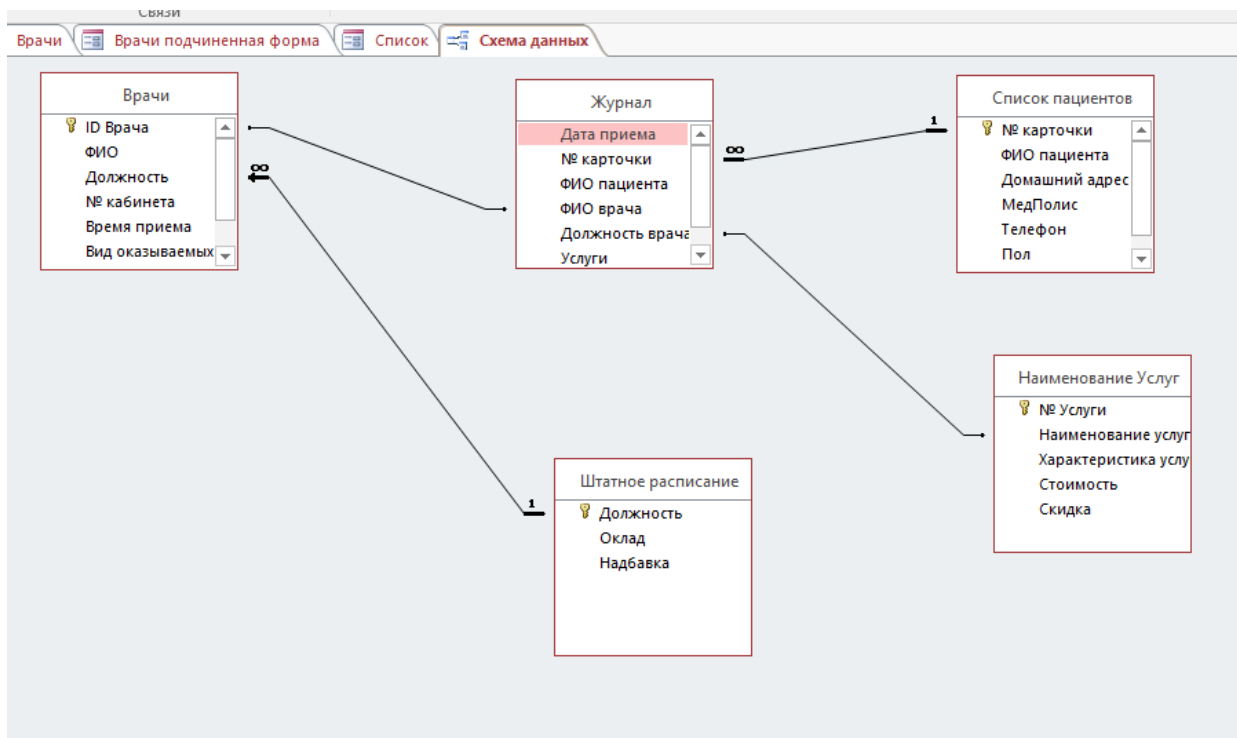 Связи
Врачи Врачи подчиненная форма Список Схема данных
Врачи
ID Врача
ФИО
Должность
№ кабинета
Время приема
Вид оказываемых
Журнал
Дата приема
№ карточки
ФИО пациента
ФИО врача
Должность врача
Услуги
Список пациентов
№ карточки
ФИО пациента
Домашний адрес
МедПолис
Телефон
Пол
∞
∞
1
1
Штатное расписание
Должность
Оклад
Надбавка
Наименование Услуг
№ Услуги
Наименование услуг
Характеристика услу
Стоимость
Скидка